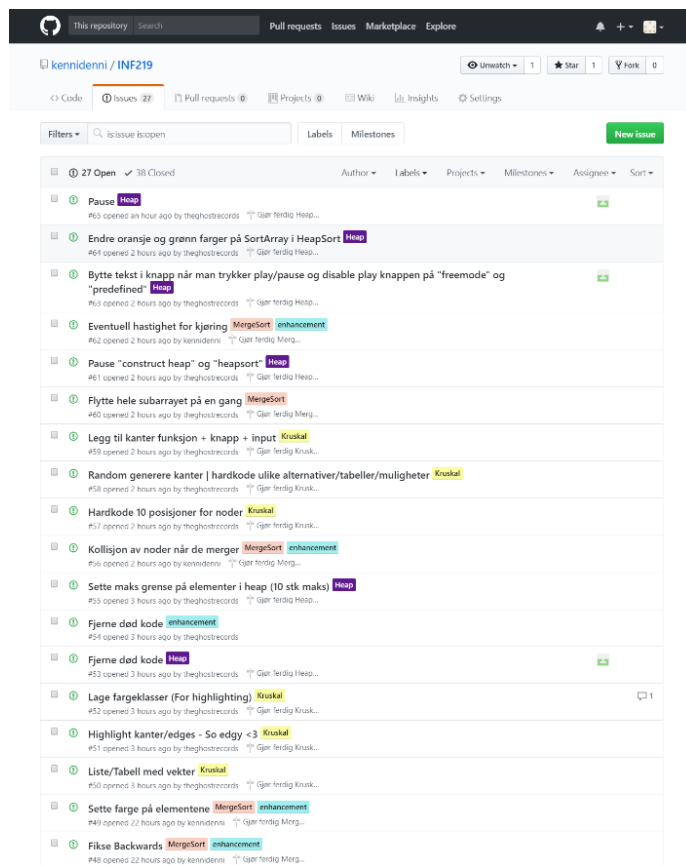 This repository Search Pull requests Issues Marketplace Explore
kennidenni / INF219 Unwatch 1 Star 1 Fork 0
Code Issues 27 Pull requests 0 Projects 0 Wiki Insights Settings
Filters is:issue is:open Labels Milestones New issue
27 Open 38 Closed Author Labels Projects Milestones Assignee Sort
Pause Heap
#65 opened an hour ago by theghostrecords Gjør ferdig Heap...
Endre oransje og grønn farger på SortArray i HeapSort Heap
#64 opened 2 hours ago by theghostrecords Gjør ferdig Heap...
Bytte tekst i knapp når man trykker play/pause og disable play knappen på "freemode" og
"predefined" Heap
#63 opened 2 hours ago by theghostrecords Gjør ferdig Heap...
Eventuell hastighet for kjøring MergeSort enhancement
#62 opened 2 hours ago by kennidenni Gjør ferdig Merg...
Pause "construct heap" og "heapsort" Heap
#61 opened 2 hours ago by theghostrecords Gjør ferdig Heap...
Flytte hele subarrayet på en gang MergeSort
#60 opened 2 hours ago by theghostrecords Gjør ferdig Merg...
Legg til kanter funksjon + knapp + input Kruskal
#59 opened 2 hours ago by theghostrecords Gjør ferdig Krusk...
Random generere kanter | hardkode ulike alternativer/tabeller/muligheter Kruskal
#58 opened 2 hours ago by theghostrecords Gjør ferdig Krusk...
Hardkode 10 posisjoner for noder Kruskal
#57 opened 2 hours ago by theghostrecords Gjør ferdig Krusk...
Kollisjon av noder når de merger MergeSort enhancement
#56 opened 2 hours ago by kennidenni Gjør ferdig Merg...
Sette maks grense på elementer i heap (10 stk maks) Heap
#55 opened 3 hours ago by theghostrecords Gjør ferdig Heap...
Fjerne død kode enhancement
#54 opened 3 hours ago by theghostrecords
Fjerne død kode Heap
#53 opened 3 hours ago by theghostrecords Gjør ferdig Heap...
Lage fargeklasser (For highlighting) Kruskal 1
#52 opened 3 hours ago by theghostrecords Gjør ferdig Krusk...
Highlight kanter/edges - So edgy <3 Kruskal
#51 opened 3 hours ago by theghostrecords Gjør ferdig Krusk...
Liste/Tabell med vekter Kruskal
#50 opened 3 hours ago by theghostrecords Gjør ferdig Krusk...
Sette farge på elementene MergeSort enhancement
#49 opened 22 hours ago by kennidenni Gjør ferdig Merg...
Fikse Backwards MergeSort enhancement
#48 opened 22 hours ago by kennidenni Gjør ferdig Merg...